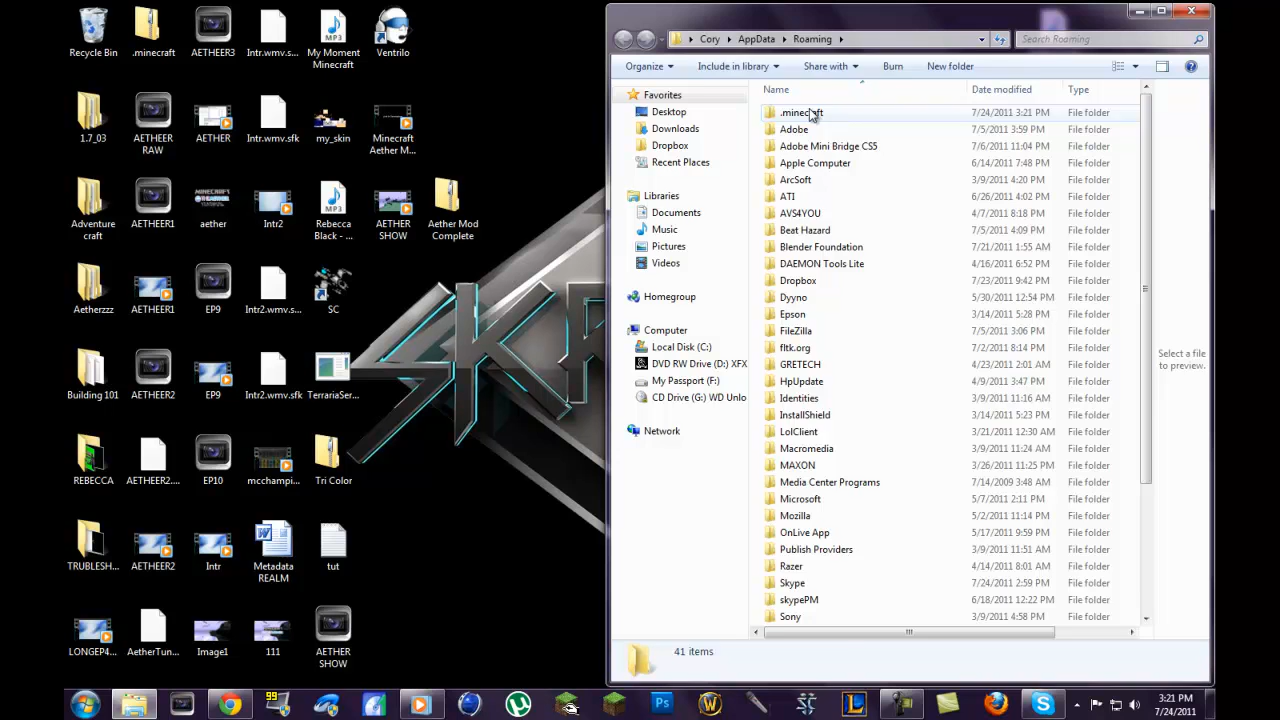 Recycle Bin
.minecraft
AETHEER3
Intr.wmv.s...
My Moment
Minecraft
Ventrilo
1.7_03
AETHEER
RAW
AETHER
Intr.wmv.sfk
my_skin
Minecraft
Aether M...
Adventure
craft
AETHEER1
aether
Intr2
Rebecca
Black - ...
AETHER
SHOW
Aether Mod
Complete
Aetherzzz
AETHEER1
EP9
Intr2.wmv.s...
SC
Building 101
AETHEER2
EP9
Intr2.wmv.sfk
TerrariaSer...
REBECCA
AETHEER2....
EP10
mcchampi...
Tri Color
TRUBLESH...
AETHEER2
Intr
Metadata
REALM
tut
LONGEP4...
AetherTun...
Image1
111
AETHER
SHOW
Cory
AppData
Roaming
Search Roaming
Organize
Include in library
Share with
Burn
New folder
Favorites
Desktop
Downloads
Dropbox
Recent Places
Libraries
Documents
Music
Pictures
Videos
Homegroup
Computer
Local Disk (C:)
DVD RW Drive (D:) XFX
My Passport (F:)
CD Drive (G:) WD Unlo
Network
Name Date modified Type
.minecraft 7/24/2011 3:21 PM File folder
Adobe 7/5/2011 3:59 PM File folder
Adobe Mini Bridge CS5 7/6/2011 11:04 PM File folder
Apple Computer 6/14/2011 7:48 PM File folder
ArcSoft 3/9/2011 4:20 PM File folder
ATI 6/26/2011 4:02 PM File folder
AVS4YOU 4/7/2011 8:18 PM File folder
Beat Hazard 7/5/2011 4:09 PM File folder
Blender Foundation 7/21/2011 1:55 AM File folder
DAEMON Tools Lite 4/16/2011 6:52 PM File folder
Dropbox 7/23/2011 9:42 PM File folder
Dyyno 5/30/2011 12:54 PM File folder
Epson 3/14/2011 5:28 PM File folder
FileZilla 7/5/2011 3:06 PM File folder
fltk.org 7/2/2011 8:14 PM File folder
GRETECH 4/23/2011 2:01 AM File folder
HpUpdate 4/9/2011 3:47 PM File folder
Identities 3/9/2011 11:16 AM File folder
InstallShield 3/14/2011 5:23 PM File folder
LolClient 3/21/2011 12:30 AM File folder
Macromedia 3/9/2011 11:24 AM File folder
MAXON 3/26/2011 11:25 PM File folder
Media Center Programs 7/14/2009 3:48 AM File folder
Microsoft 5/7/2011 2:11 PM File folder
Mozilla 5/2/2011 11:14 PM File folder
OnLive App 5/17/2011 9:59 PM File folder
Publish Providers 3/9/2011 11:51 AM File folder
Razer 4/14/2011 8:01 AM File folder
Skype 7/24/2011 2:59 PM File folder
skypePM 6/18/2011 12:22 PM File folder
Sony 3/9/2011 4:58 PM File folder
Select a file
to preview.
41 items
99
Ps
3:21 PM
7/24/2011